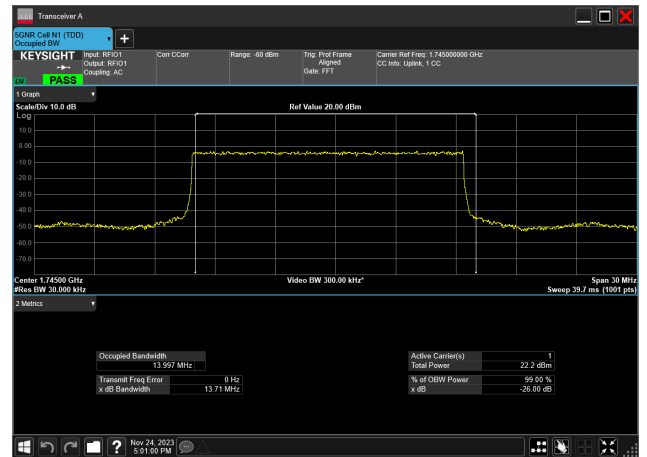 Transceiver A
5GNR Cell N1 (TDD)
Occupied BW
KEYSIGHT
Input: RFIO1
Output: RFIO1
Coupling: AC
Corr CCorr
Range: -60 dBm
Trig: Prot Frame
Aligned
Gate: FFT
Carrier Ref Freq: 1.745000000 GHz
CC Info: Uplink, 1 CC
PASS
1 Graph
Scale/Div 10.0 dB
Ref Value 20.00 dBm
Log
10.0
0.00
-10.0
-20.0
-30.0
-40.0
-50.0
-60.0
-70.0
Center 1.74500 GHz
Video BW 300.00 kHz*
Span 30 MHz
#Res BW 30.000 kHz
Sweep 39.7 ms (1001 pts)
2 Metrics
Occupied Bandwidth
13.997 MHz
Active Carrier(s) 1
Total Power 22.2 dBm
Transmit Freq Error 0 Hz
x dB Bandwidth 13.71 MHz
% of OBW Power 99.00 %
x dB -26.00 dB
Nov 24, 2023
5:01:00 PM